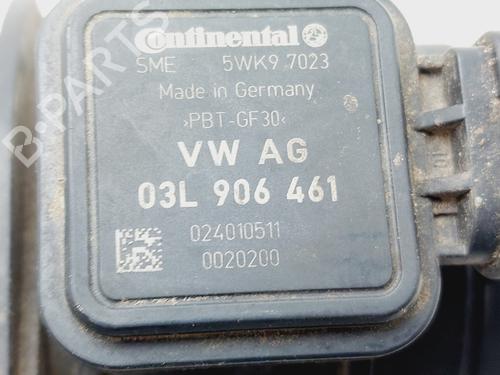 Continental
SME 5WK9 7023
Made in Germany
>PBT-GF30<
VW AG
03L 906 461
024010511
0020200
B-PARTS